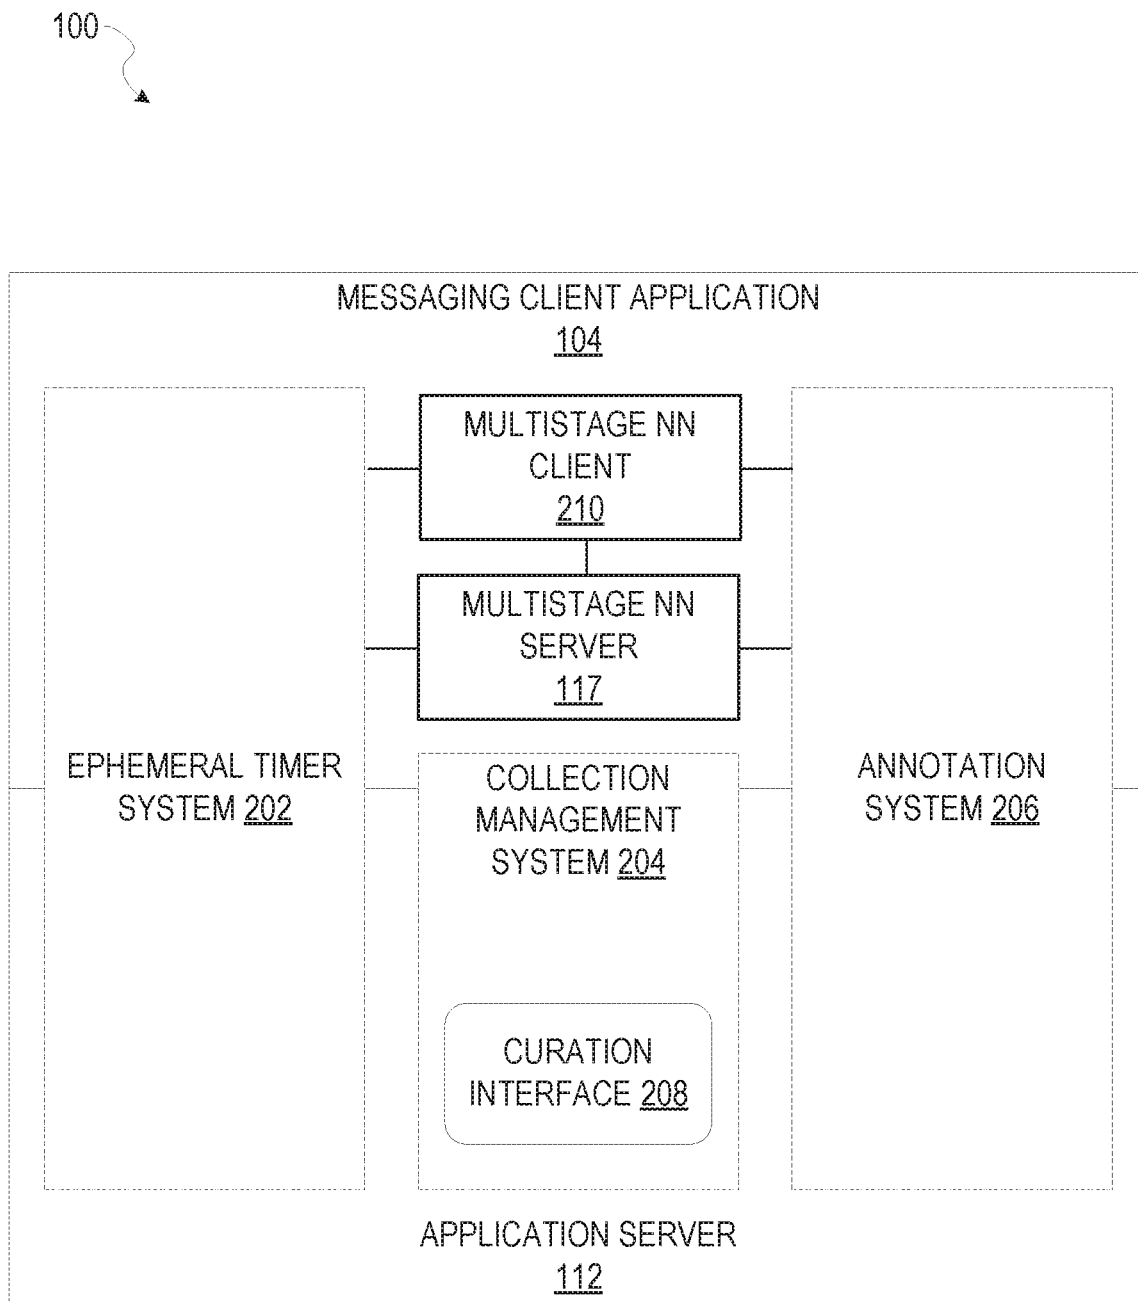 100
MESSAGING CLIENT APPLICATION
104
MULTISTAGE NN
CLIENT
210
MULTISTAGE NN
SERVER
117
EPHEMERAL TIMER
SYSTEM 202
COLLECTION
MANAGEMENT
SYSTEM 204
ANNOTATION
SYSTEM 206
CURATION
INTERFACE 208
APPLICATION SERVER
112